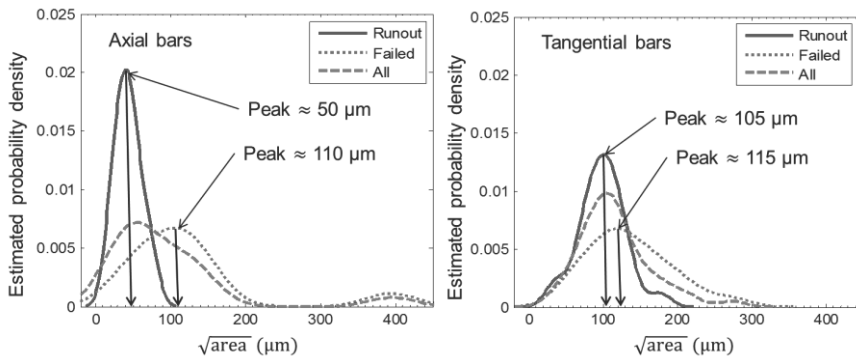 Axial bars
Runout
Failed
All
Peak ≈ 50 μm
Peak ≈ 110 μm
Estimated probability density
0.02
0.015
0.01
0.005
0
0
100
200
300
400
√area (μm)
Tangential bars
Runout
Failed
All
Peak ≈ 105 μm
Peak ≈ 115 μm
Estimated probability density
0.025
0.02
0.015
0.01
0.005
0
0
100
200
300
400
√area (μm)